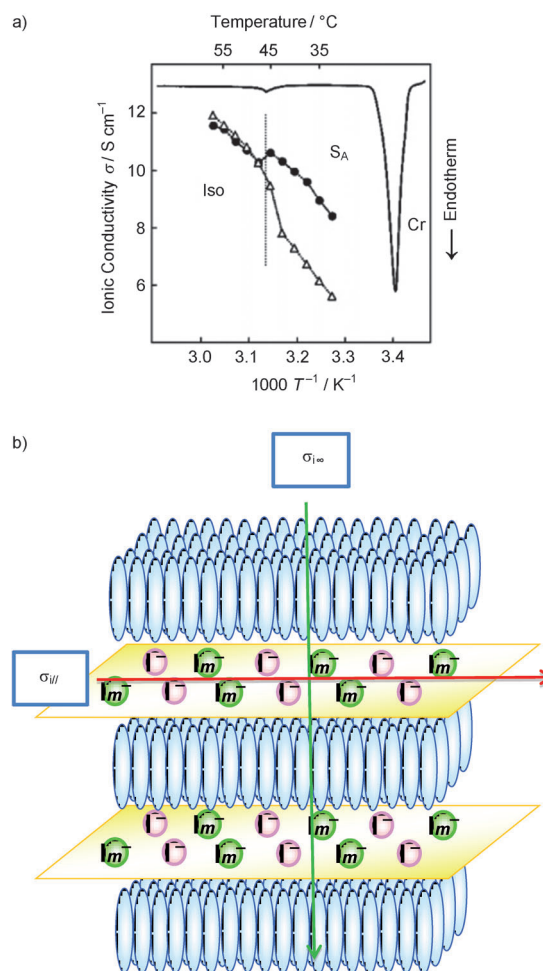 a)
Temperature / °C
55 45 35
12
10
8
6
Ionic Conductivity σ / S cm⁻¹
Iso
S_A
Cr
Endotherm
3.0 3.1 3.2 3.3 3.4
1000 T⁻¹ / K⁻¹
b)
σ_i∞
I⁻ I⁻ I⁻ I⁻ m⁻ I⁻ I⁻ m⁻
σ_i//
m⁻ I⁻ m⁻ I⁻ m⁻ I⁻
I⁻ I⁻ m⁻ I⁻ m⁻ I⁻ I⁻ m⁻
I⁻ m⁻ I⁻ m⁻ I⁻